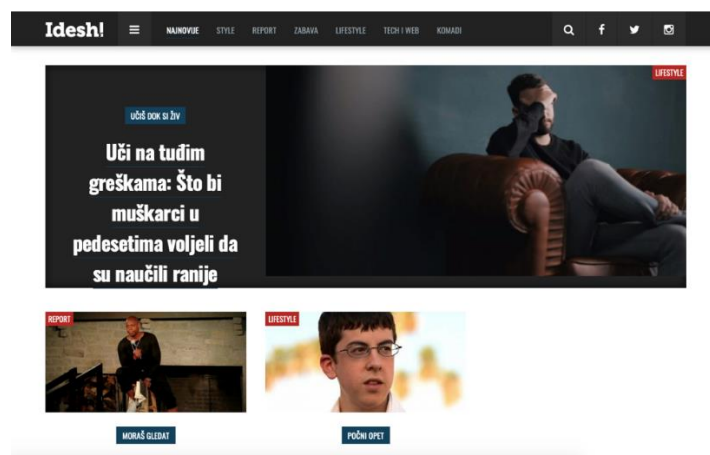 Idesh!
NAJNOVIJE STYLE REPORT ZABAVA LIFESTYLE TECH I WEB KOMADI
LIFESTYLE
UČIŠ DOK SI ŽIV
Uči na tuđim
greškama: Što bi
muškarci u
pedesetima voljeli da
su naučili ranije
REPORT
LIFESTYLE
MORAŠ GLEDAT
POČNI OPET